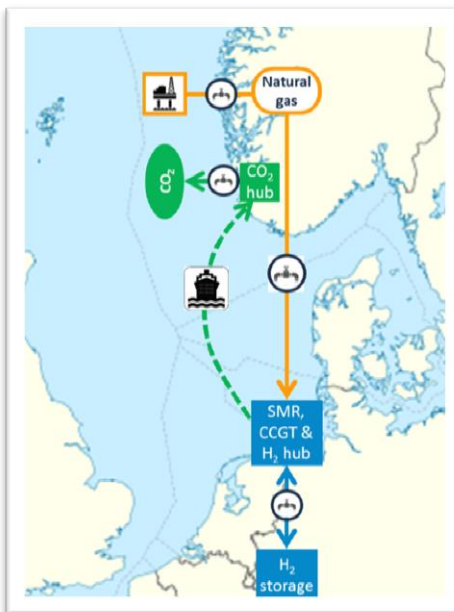 Natural
gas
CO₂
CO₂
hub
SMR,
CCGT &
H₂ hub
H₂
storage